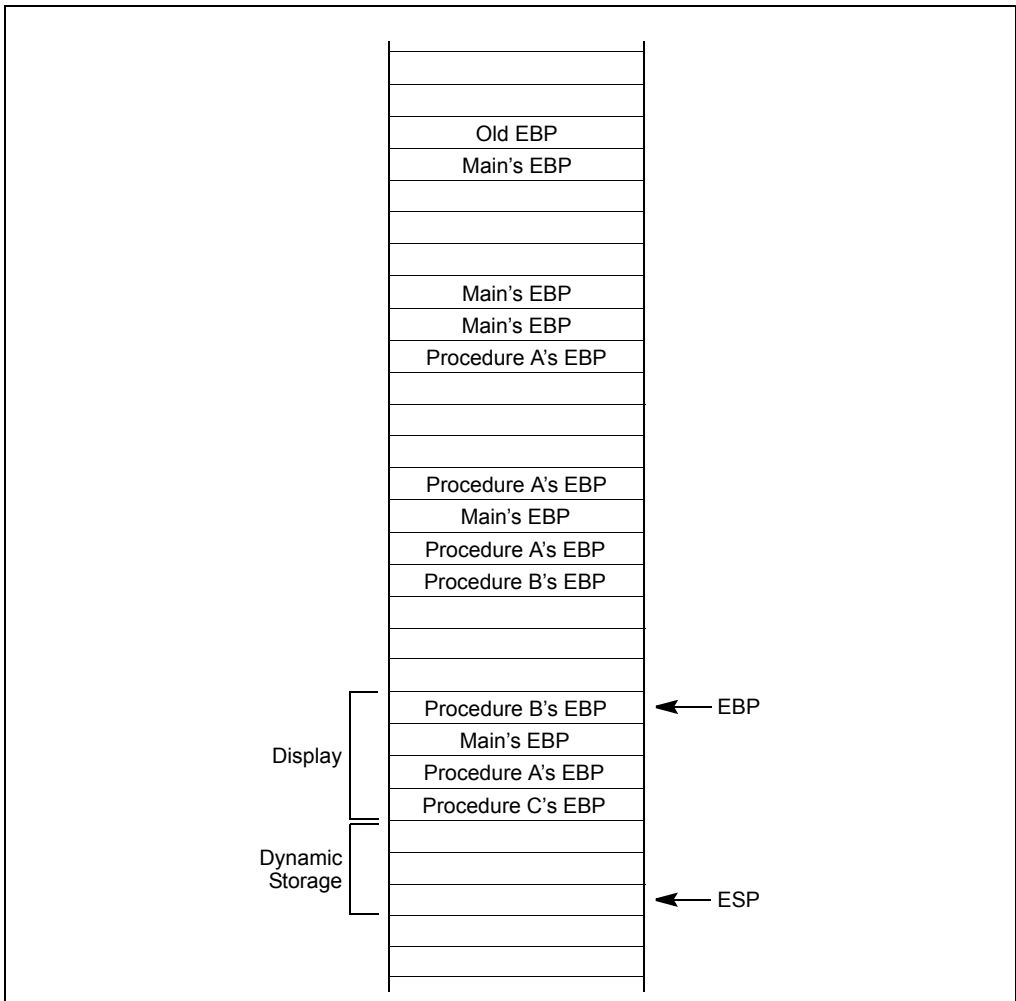 Old EBP
Main’s EBP
Main’s EBP
Main’s EBP
Procedure A’s EBP
Procedure A’s EBP
Main’s EBP
Procedure A’s EBP
Procedure B’s EBP
Procedure B’s EBP
EBP
Main’s EBP
Display
Procedure A’s EBP
Procedure C’s EBP
Dynamic
Storage
ESP